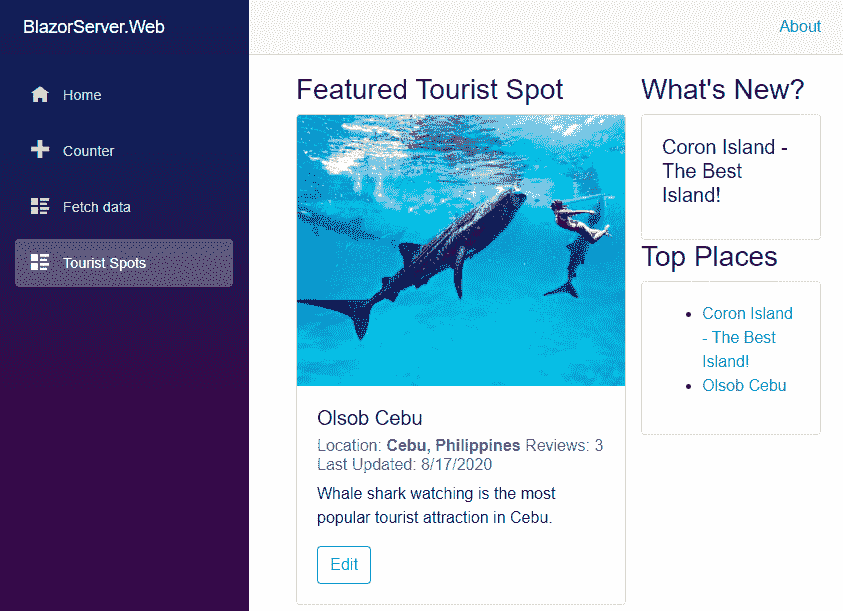 BlazorServer.Web
About
Home
Counter
Fetch data
Tourist Spots
Featured Tourist Spot
Olsob Cebu
Location: Cebu, Philippines Reviews: 3
Last Updated: 8/17/2020
Whale shark watching is the most
popular tourist attraction in Cebu.
Edit
What's New?
Coron Island -
The Best
Island!
Top Places
Coron Island
- The Best
Island!
Olsob Cebu